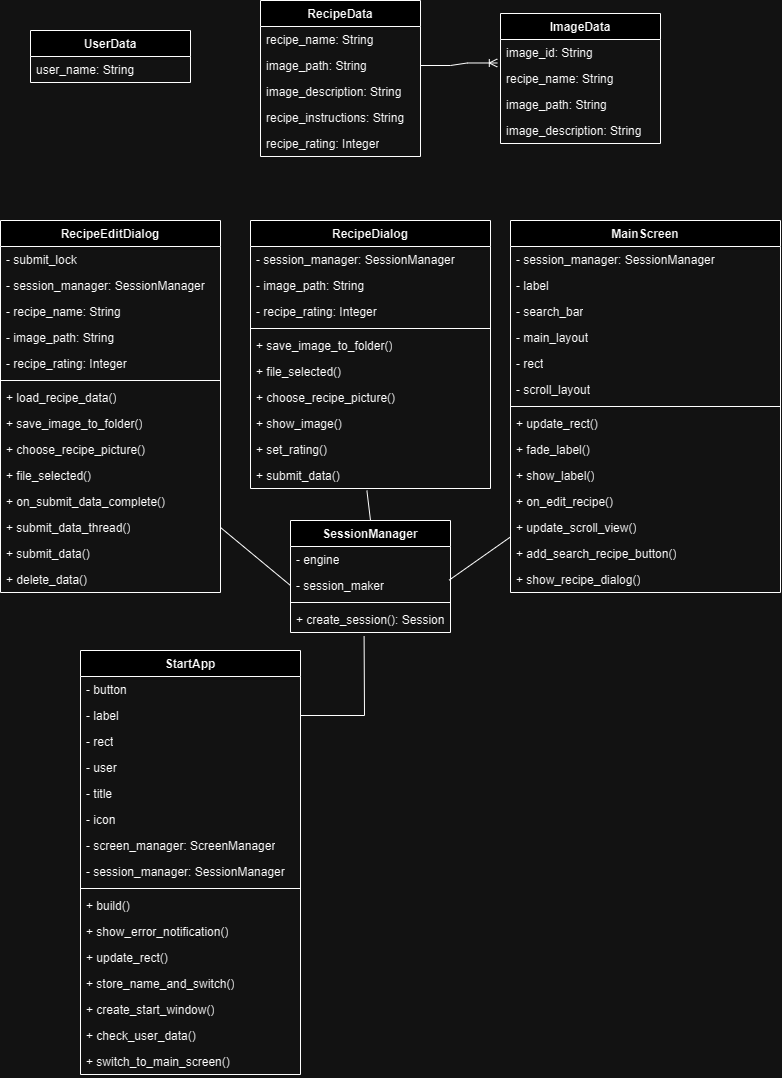 UserData
user_name: String
RecipeData
recipe_name: String
image_path: String
image_description: String
recipe_instructions: String
recipe_rating: Integer
ImageData
image_id: String
recipe_name: String
image_path: String
image_description: String
RecipeEditDialog
- submit_lock
- session_manager: SessionManager
- recipe_name: String
- image_path: String
- recipe_rating: Integer
+ load_recipe_data()
+ save_image_to_folder()
+ choose_recipe_picture()
+ file_selected()
+ on_submit_data_complete()
+ submit_data_thread()
+ submit_data()
+ delete_data()
RecipeDialog
- session_manager: SessionManager
- image_path: String
- recipe_rating: Integer
+ save_image_to_folder()
+ file_selected()
+ choose_recipe_picture()
+ show_image()
+ set_rating()
+ submit_data()
MainScreen
- session_manager: SessionManager
- label
- search_bar
- main_layout
- rect
- scroll_layout
+ update_rect()
+ fade_label()
+ show_label()
+ on_edit_recipe()
+ update_scroll_view()
+ add_search_recipe_button()
+ show_recipe_dialog()
SessionManager
- engine
- session_maker
+ create_session(): Session
StartApp
- button
- label
- rect
- user
- title
- icon
- screen_manager: ScreenManager
- session_manager: SessionManager
+ build()
+ show_error_notification()
+ update_rect()
+ store_name_and_switch()
+ create_start_window()
+ check_user_data()
+ switch_to_main_screen()